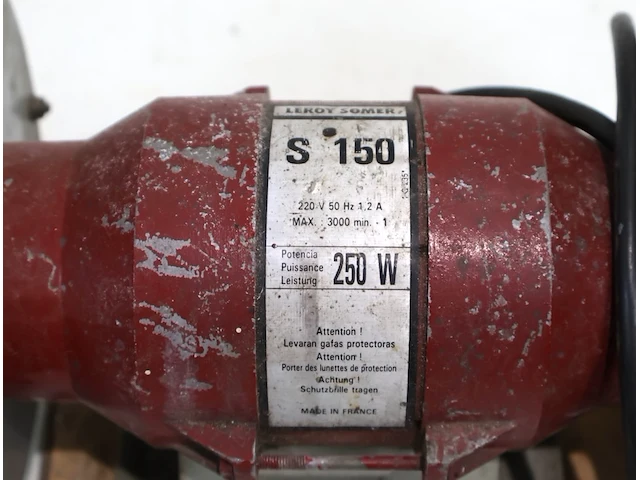 LEROY SOMER
S 150
220 V 50 Hz 1,2 A
MAX. : 3000 min. - 1
Potencia
Puissance
Leistung
250 W
Attention !
Levaran gafas protectoras
Attention !
Porter des lunettes de protection
Achtung !
Schutzbrille tragen
MADE IN FRANCE